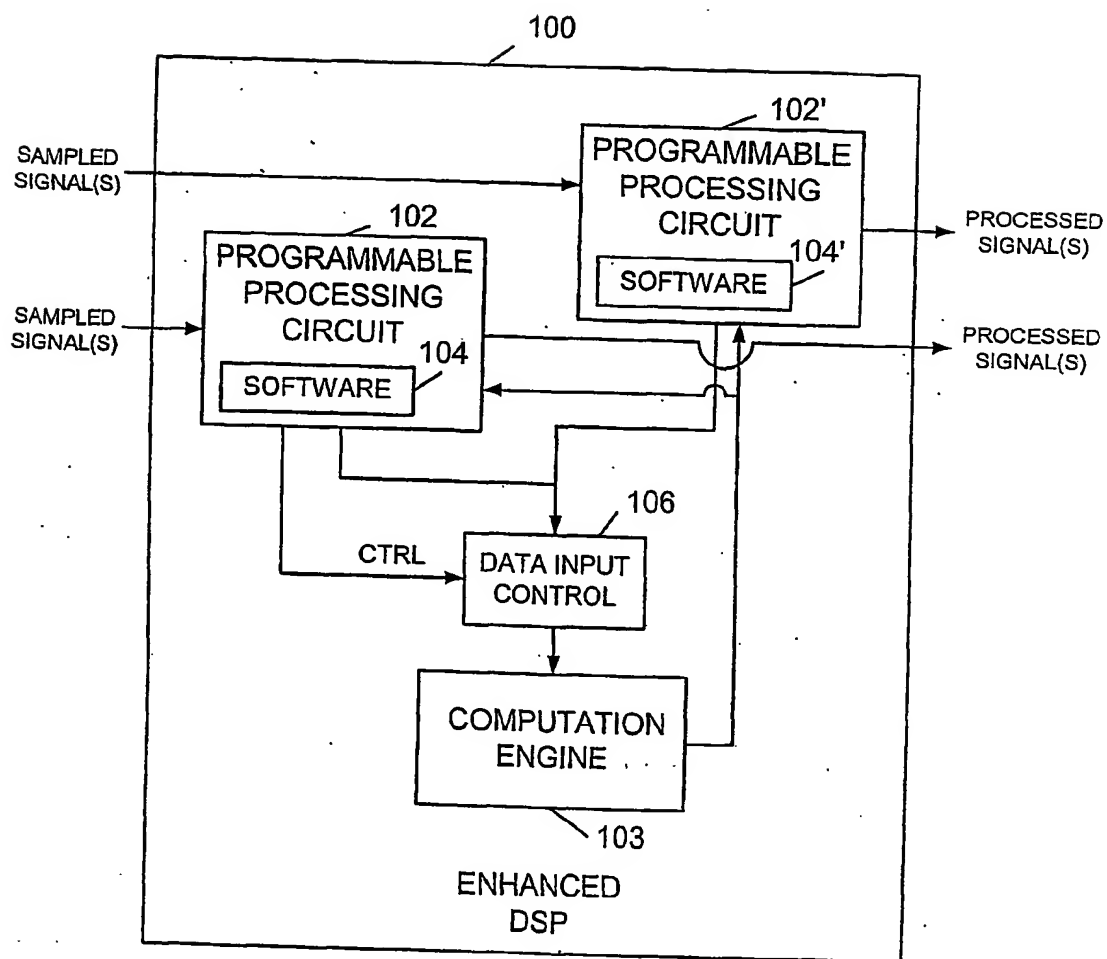 100
102'
PROGRAMMABLE
PROCESSING
CIRCUIT
104'
SOFTWARE
SAMPLED
SIGNAL(S)
PROCESSED
SIGNAL(S)
102
PROGRAMMABLE
PROCESSING
CIRCUIT
104
SOFTWARE
SAMPLED
SIGNAL(S)
PROCESSED
SIGNAL(S)
106
CTRL
DATA INPUT
CONTROL
COMPUTATION
ENGINE
103
ENHANCED
DSP